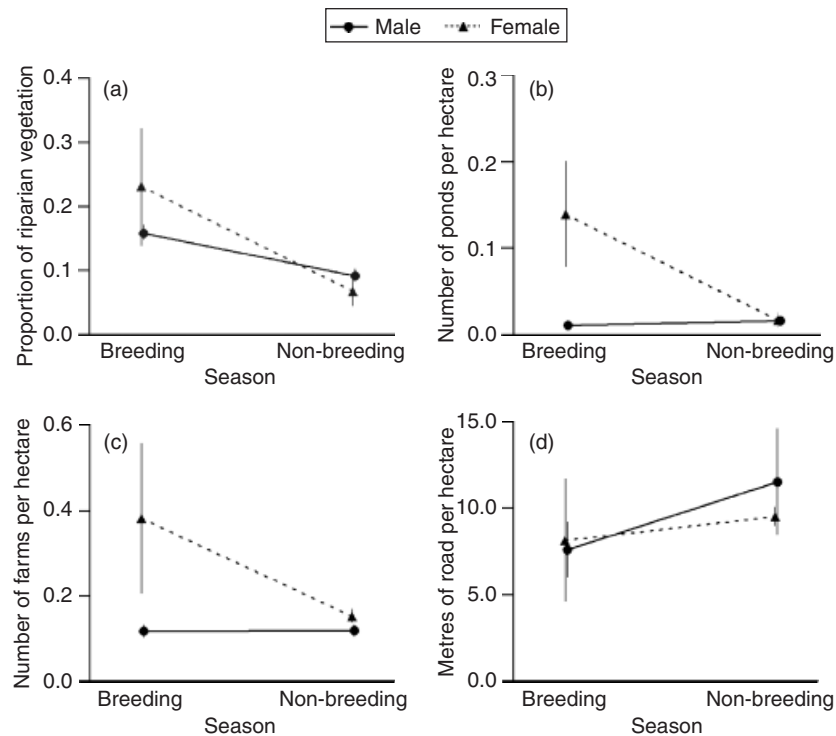 Male Female
(a)
Proportion of riparian vegetation
0.4
0.3
0.2
0.1
0.0
Breeding Non-breeding
Season
(b)
Number of ponds per hectare
0.3
0.2
0.1
0.0
Breeding Non-breeding
Season
(c)
Number of farms per hectare
0.6
0.4
0.2
0.0
Breeding Non-breeding
Season
(d)
Metres of road per hectare
15.0
10.0
5.0
0.0
Breeding Non-breeding
Season